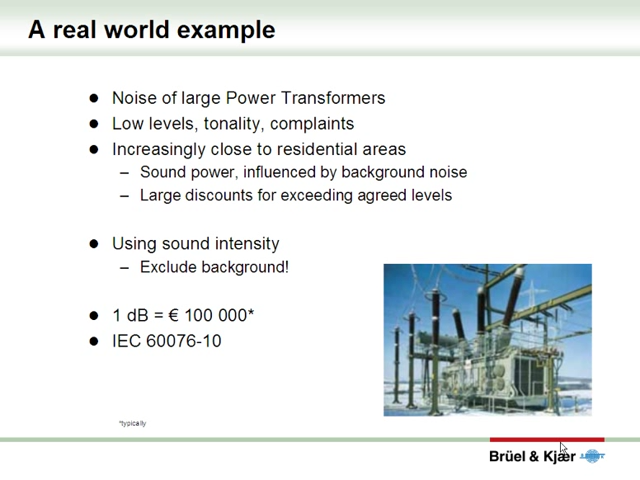 A real world example
● Noise of large Power Transformers
● Low levels, tonality, complaints
● Increasingly close to residential areas
– Sound power, influenced by background noise
– Large discounts for exceeding agreed levels
● Using sound intensity
– Exclude background!
● 1 dB = € 100 000*
● IEC 60076-10
*typically
Brüel & Kjær